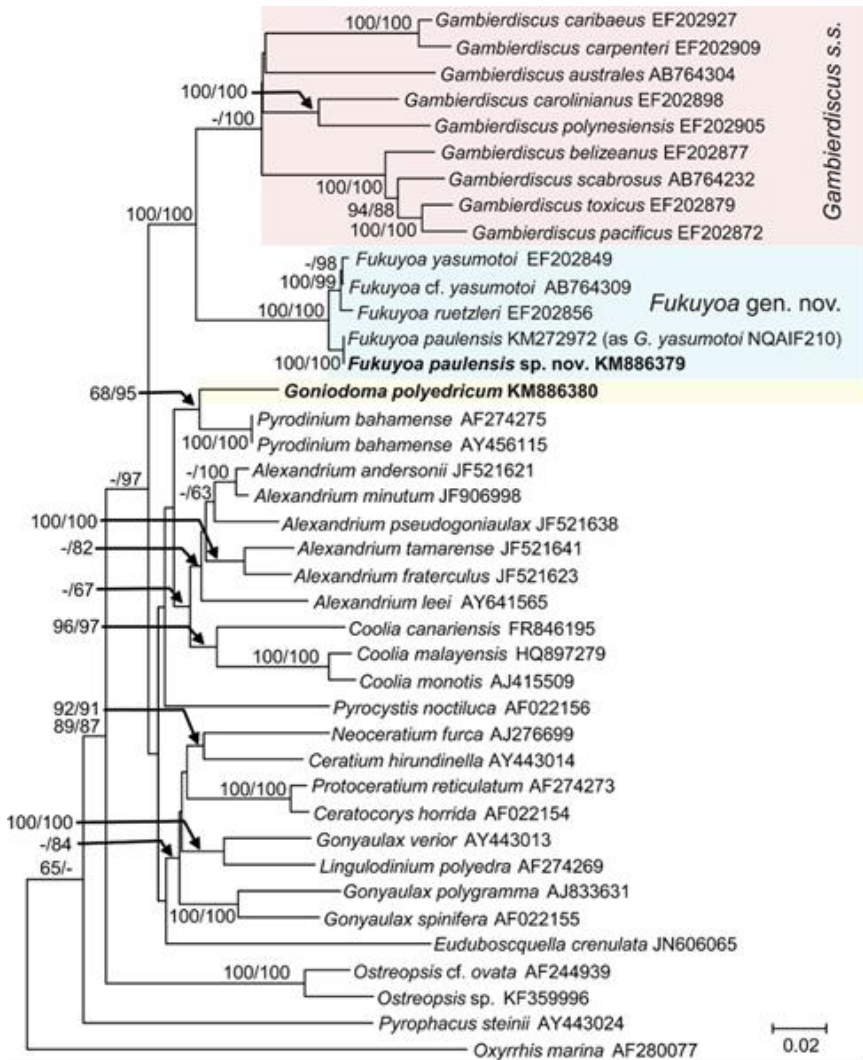 100/100
Gambierdiscus caribaeus EF202927
Gambierdiscus carpenteri EF202909
Gambierdiscus australes AB764304
100/100
Gambierdiscus carolinianus EF202898
-/100
Gambierdiscus polynesiensis EF202905
Gambierdiscus belizeanus EF202877
100/100
Gambierdiscus scabrosus AB764232
94/88
Gambierdiscus toxicus EF202879
100/100
Gambierdiscus pacificus EF202872
Gambierdiscus s.s.
100/100
-/98
Fukuyoa yasumotoi EF202849
100/99
Fukuyoa cf. yasumotoi AB764309
100/100
Fukuyoa ruetzleri EF202856
Fukuyoa gen. nov.
Fukuyoa paulensis KM272972 (as G. yasumotoi NQAIF210)
100/100
Fukuyoa paulensis sp. nov. KM886379
68/95
Goniodoma polyedricum KM886380
Pyrodinium bahamense AF274275
100/100
Pyrodinium bahamense AY456115
-/97
-/100
Alexandrium andersonii JF521621
-/63
Alexandrium minutum JF906998
100/100
Alexandrium pseudogoniaulax JF521638
-/82
Alexandrium tamarense JF521641
Alexandrium fraterculus JF521623
-/67
Alexandrium leei AY641565
96/97
Coolia canariensis FR846195
100/100
Coolia malayensis HQ897279
Coolia monotis AJ415509
92/91
89/87
Pyrocystis noctiluca AF022156
Neoceratium furca AJ276699
Ceratium hirundinella AY443014
100/100
Protoceratium reticulatum AF274273
Ceratocorys horrida AF022154
100/100
Gonyaulax verior AY443013
-/84
Lingulodinium polyedra AF274269
65/-
Gonyaulax polygramma AJ833631
100/100
Gonyaulax spinifera AF022155
Euduboscquella crenulata JN606065
100/100
Ostreopsis cf. ovata AF244939
Ostreopsis sp. KF359996
Pyrophacus steinii AY443024
Oxyrrhis marina AF280077
0.02